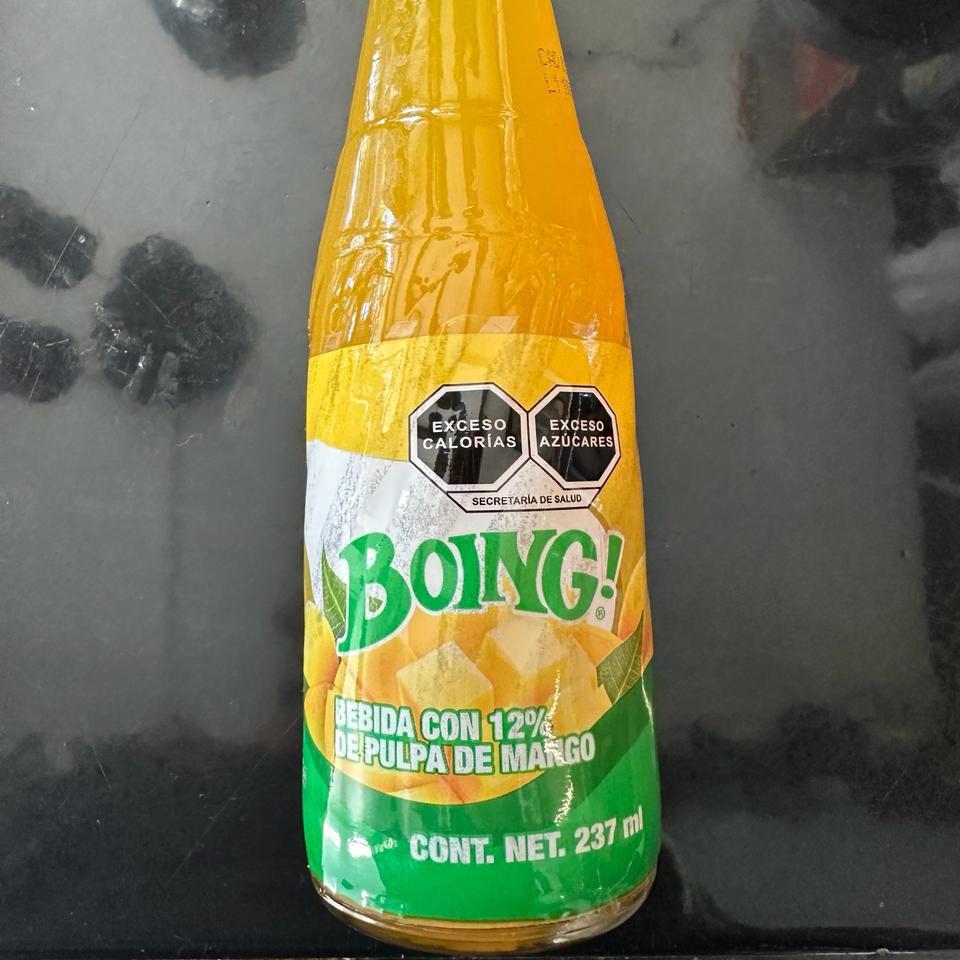 EXCESO
CALORÍAS
EXCESO
AZÚCARES
SECRETARÍA DE SALUD
BOING!®
BEBIDA CON 12%
DE PULPA DE MANGO
CONT. NET. 237 ml